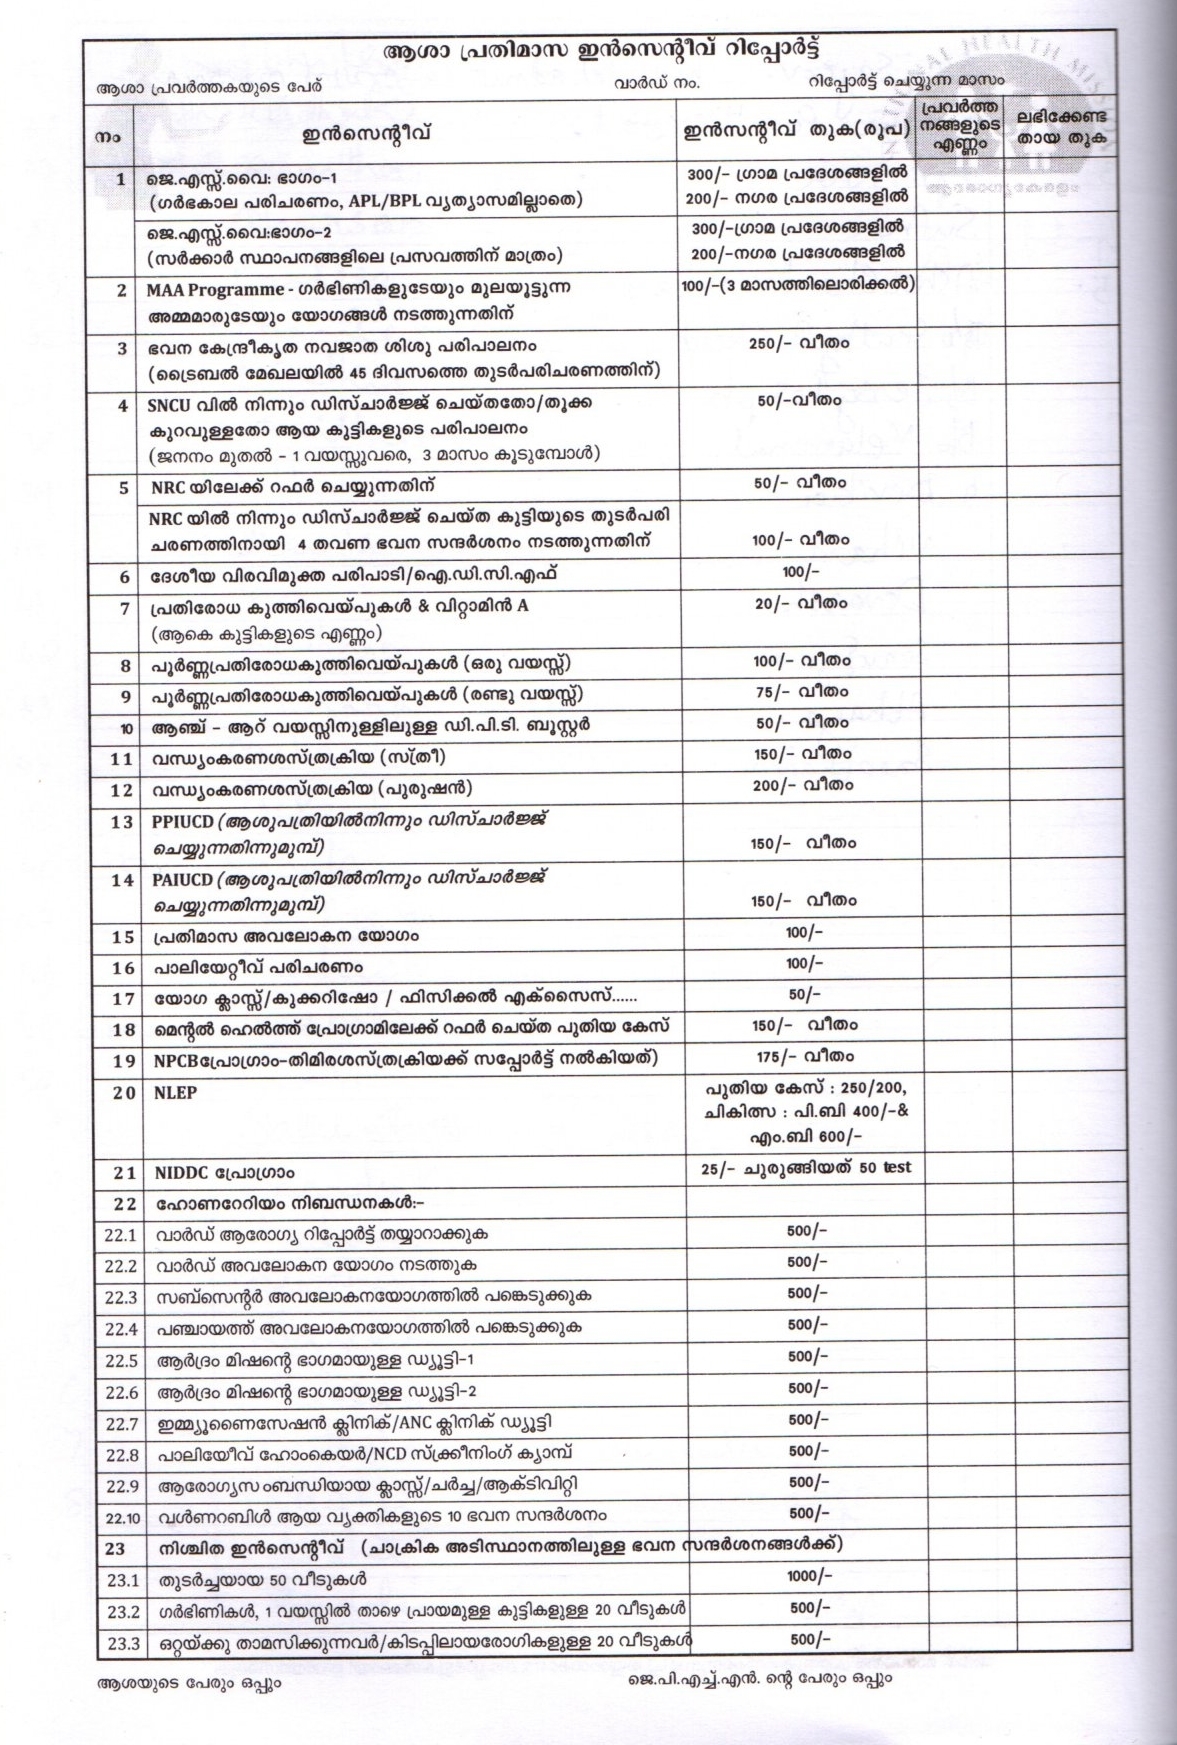 ആശാ പ്രതിമാസ ഇൻസെന്റീവ് റിപ്പോർട്ട്
ആശാ പ്രവർത്തകയുടെ പേര് വാർഡ് നം. റിപ്പോർട്ട് ചെയ്യുന്ന മാസം
നം ഇൻസെന്റീവ് ഇൻസന്റീവ് തുക(രൂപ) പ്രവർത്ത നങ്ങളുടെ എണ്ണം ലഭിക്കേണ്ട തായ തുക
1 ജെ.എസ്സ്.വൈ: ഭാഗം-1 300/- ഗ്രാമ പ്രദേശങ്ങളിൽ
(ഗർഭകാല പരിചരണം, APL/BPL വ്യത്യാസമില്ലാതെ) 200/- നഗര പ്രദേശങ്ങളിൽ
ആരോഗ്യകേരളം
ജെ.എസ്സ്.വൈ:ഭാഗം-2 300/-ഗ്രാമ പ്രദേശങ്ങളിൽ
(സർക്കാർ സ്ഥാപനങ്ങളിലെ പ്രസവത്തിന് മാത്രം) 200/-നഗര പ്രദേശങ്ങളിൽ
2 MAA Programme - ഗർഭിണികളുടേയും മുലയൂട്ടുന്ന 100/-(3 മാസത്തിലൊരിക്കൽ)
അമ്മമാരുടേയും യോഗങ്ങൾ നടത്തുന്നതിന്
3 ഭവന കേന്ദ്രീകൃത നവജാത ശിശു പരിപാലനം 250/- വീതം
(ട്രൈബൽ മേഖലയിൽ 45 ദിവസത്തെ തുടർപരിചരണത്തിന്)
4 SNCU വിൽ നിന്നും ഡിസ്ചാർജ്ജ് ചെയ്തതോ/തൂക്ക 50/-വീതം
കുറവുള്ളതോ ആയ കുട്ടികളുടെ പരിപാലനം
(ജനനം മുതൽ - 1 വയസ്സുവരെ, 3 മാസം കൂടുമ്പോൾ)
5 NRC യിലേക്ക് റഫർ ചെയ്യുന്നതിന് 50/- വീതം
NRC യിൽ നിന്നും ഡിസ്ചാർജ്ജ് ചെയ്ത കുട്ടിയുടെ തുടർപരി
ചരണത്തിനായി 4 തവണ ഭവന സന്ദർശനം നടത്തുന്നതിന് 100/- വീതം
6 ദേശീയ വിരവിമുക്ത പരിപാടി/ഐ.ഡി.സി.എഫ് 100/-
7 പ്രതിരോധ കുത്തിവെയ്പുകൾ & വിറ്റാമിൻ A 20/- വീതം
(ആകെ കുട്ടികളുടെ എണ്ണം)
8 പൂർണ്ണപ്രതിരോധകുത്തിവെയ്പുകൾ (ഒരു വയസ്സ്) 100/- വീതം
9 പൂർണ്ണപ്രതിരോധകുത്തിവെയ്പുകൾ (രണ്ടു വയസ്സ്) 75/- വീതം
10 ആഞ്ച് - ആറ് വയസ്സിനുള്ളിലുള്ള ഡി.പി.ടി. ബൂസ്റ്റർ 50/- വീതം
11 വന്ധ്യംകരണശസ്ത്രക്രിയ (സ്ത്രീ) 150/- വീതം
12 വന്ധ്യംകരണശസ്ത്രക്രിയ (പുരുഷൻ) 200/- വീതം
13 PPIUCD (ആശുപത്രിയിൽനിന്നും ഡിസ്ചാർജ്ജ്
ചെയ്യുന്നതിന്നുമുമ്പ്) 150/- വീതം
14 PAIUCD (ആശുപത്രിയിൽനിന്നും ഡിസ്ചാർജ്ജ്
ചെയ്യുന്നതിന്നുമുമ്പ്) 150/- വീതം
15 പ്രതിമാസ അവലോകന യോഗം 100/-
16 പാലിയേറ്റീവ് പരിചരണം 100/-
17 യോഗ ക്ലാസ്സ്/കുക്കറിഷോ / ഫിസിക്കൽ എക്സൈസ്...... 50/-
18 മെന്റൽ ഹെൽത്ത് പ്രോഗ്രാമിലേക്ക് റഫർ ചെയ്ത പുതിയ കേസ് 150/- വീതം
19 NPCBപ്രോഗ്രാം-തിമിരശസ്ത്രക്രിയക്ക് സപ്പോർട്ട് നൽകിയത്) 175/- വീതം
20 NLEP പുതിയ കേസ് : 250/200,
ചികിത്സ : പി.ബി 400/-&
എം.ബി 600/-
21 NIDDC പ്രോഗ്രാം 25/- ചുരുങ്ങിയത് 50 test
22 ഹോണറേറിയം നിബന്ധനകൾ:-
22.1 വാർഡ് ആരോഗ്യ റിപ്പോർട്ട് തയ്യാറാക്കുക 500/-
22.2 വാർഡ് അവലോകന യോഗം നടത്തുക 500/-
22.3 സബ്സെന്റർ അവലോകനയോഗത്തിൽ പങ്കെടുക്കുക 500/-
22.4 പഞ്ചായത്ത് അവലോകനയോഗത്തിൽ പങ്കെടുക്കുക 500/-
22.5 ആർദ്രം മിഷന്റെ ഭാഗമായുള്ള ഡ്യൂട്ടി-1 500/-
22.6 ആർദ്രം മിഷന്റെ ഭാഗമായുള്ള ഡ്യൂട്ടി-2 500/-
22.7 ഇമ്മ്യൂണൈസേഷൻ ക്ലിനിക്/ANC ക്ലിനിക് ഡ്യൂട്ടി 500/-
22.8 പാലിയേീവ് ഹോംകെയർ/NCD സ്ക്രീനിംഗ് ക്യാമ്പ് 500/-
22.9 ആരോഗ്യസംബന്ധിയായ ക്ലാസ്സ്/ചർച്ച/ആക്ടിവിറ്റി 500/-
22.10 വൾണറബിൾ ആയ വ്യക്തികളുടെ 10 ഭവന സന്ദർശനം 500/-
23 നിശ്ചിത ഇൻസെന്റീവ് (ചാക്രിക അടിസ്ഥാനത്തിലുള്ള ഭവന സന്ദർശനങ്ങൾക്ക്)
23.1 തുടർച്ചയായ 50 വീടുകൾ 1000/-
23.2 ഗർഭിണികൾ, 1 വയസ്സിൽ താഴെ പ്രായമുള്ള കുട്ടികളുള്ള 20 വീടുകൾ 500/-
23.3 ഒറ്റയ്ക്കു താമസിക്കുന്നവർ/കിടപ്പിലായരോഗികളുള്ള 20 വീടുകൾ 500/-
ആശയുടെ പേരും ഒപ്പും ജെ.പി.എച്ച്.എൻ. ന്റെ പേരും ഒപ്പും